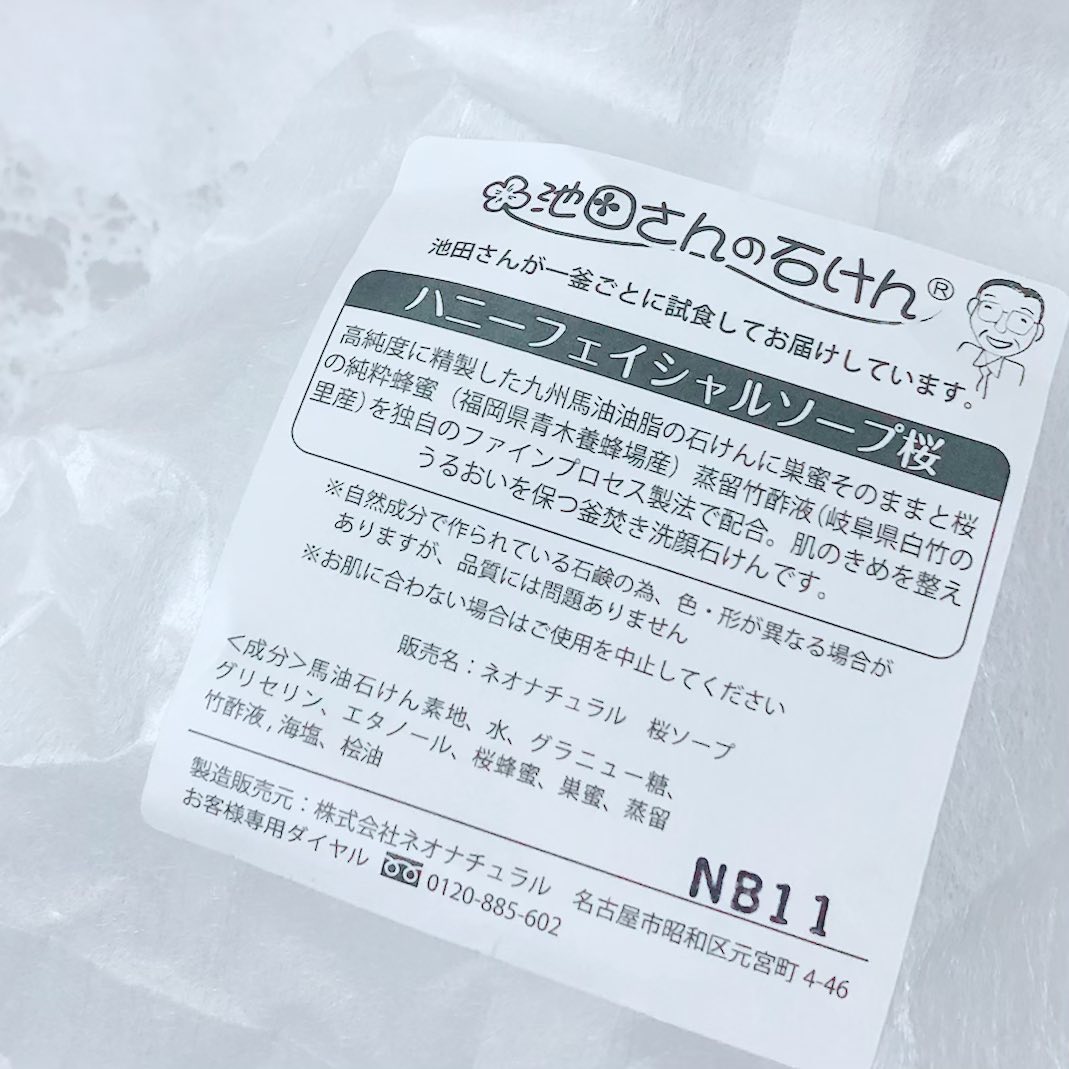 池田さんの石けん®
池田さんが一釜ごとに試食してお届けしています。
ハニーフェイシャルソープ桜
高純度に精製した九州馬油油脂の石けんに巣蜜そのままと桜
の純粋蜂蜜（福岡県青木養蜂場産）蒸留竹酢液(岐阜県白竹の
里産)を独自のファインプロセス製法で配合。肌のきめを整え
うるおいを保つ釜焚き洗顔石けんです。
※自然成分で作られている石鹸の為、色・形が異なる場合が
ありますが、品質には問題ありません
※お肌に合わない場合はご使用を中止してください
販売名：ネオナチュラル　桜ソープ
＜成分＞馬油石けん素地、水、グラニュー糖、
グリセリン、エタノール、桜蜂蜜、巣蜜、蒸留
竹酢液,海塩、桧油
NB11
製造販売元：株式会社ネオナチュラル　名古屋市昭和区元宮町 4-46
お客様専用ダイヤル 0120-885-602